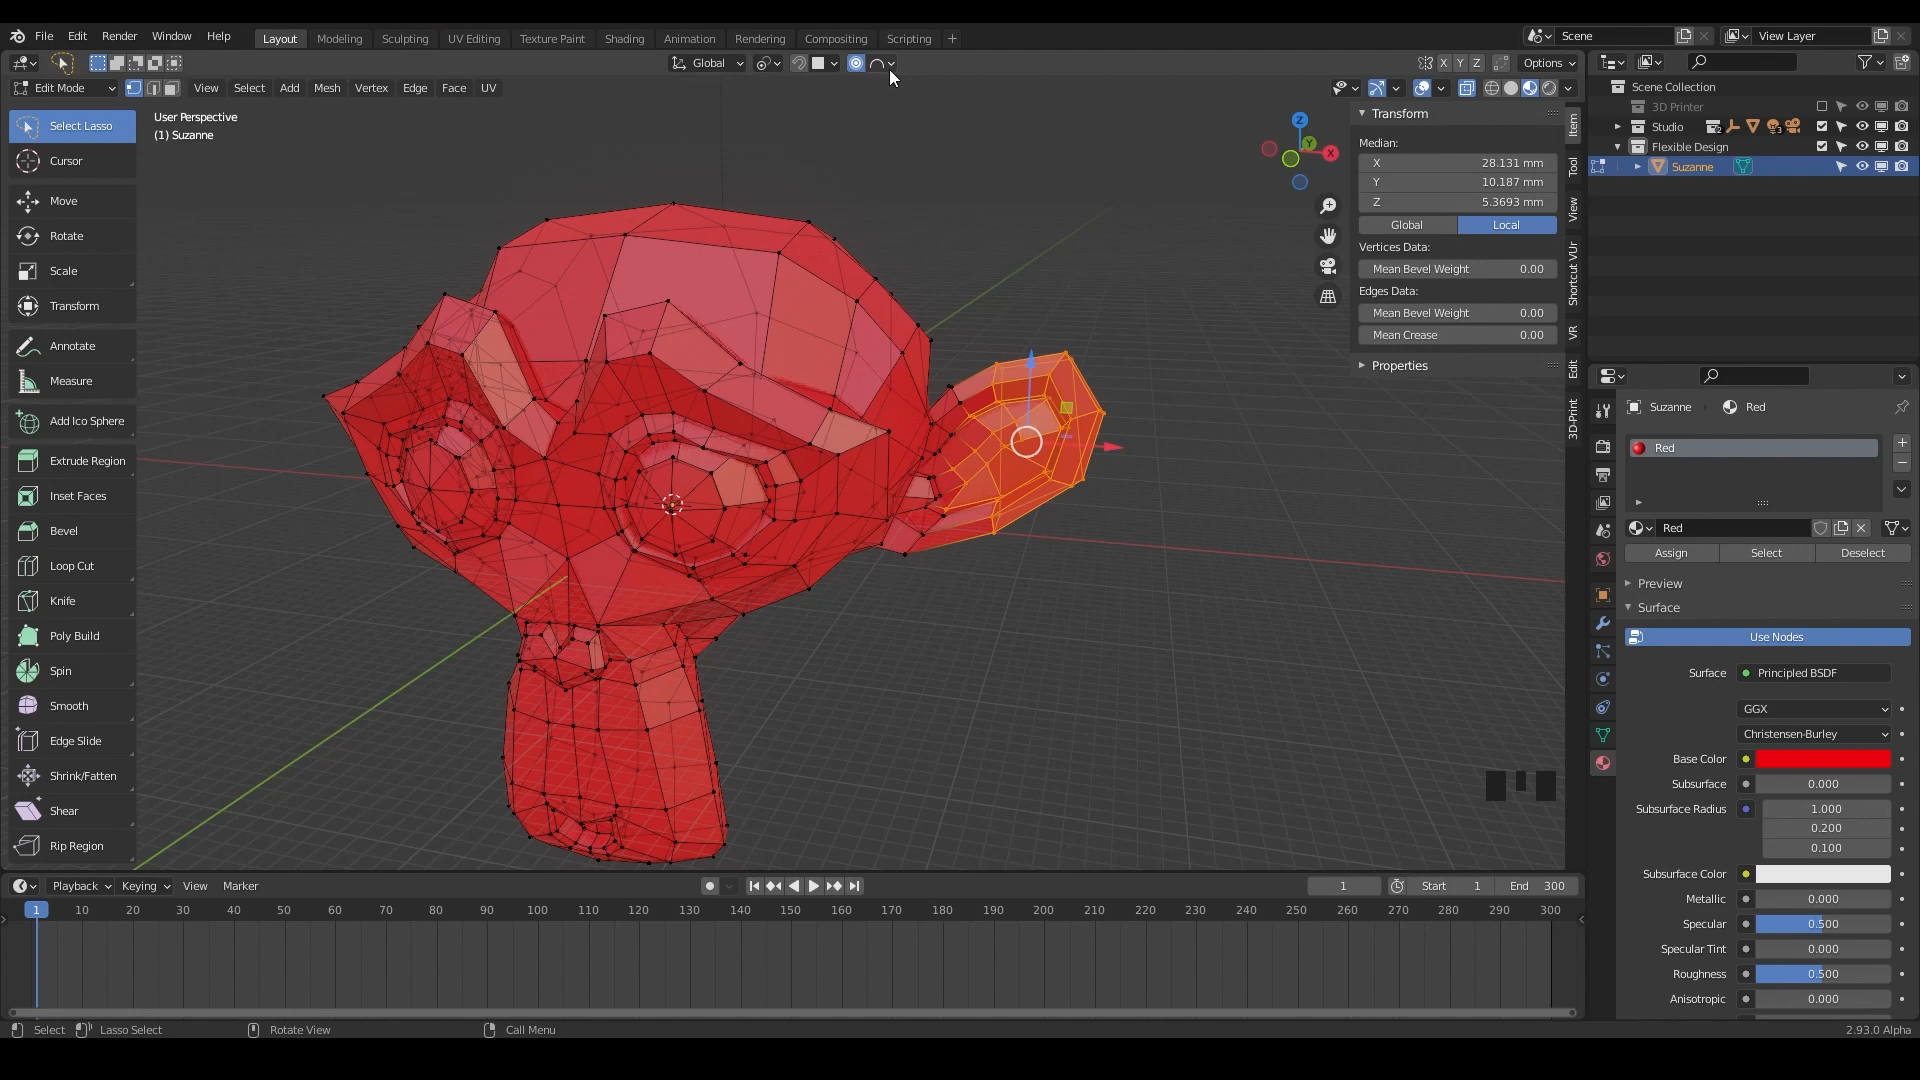 File Edit Render Window Help Layout Modeling Sculpting UV Editing Texture Paint Shading Animation Rendering Compositing Scripting + Scene View Layer
Global X Y Z Options
Edit Mode View Select Add Mesh Vertex Edge Face UV
User Perspective
(1) Suzanne
Select Lasso
Cursor
Move
Rotate
Scale
Transform
Annotate
Measure
Add Ico Sphere
Extrude Region
Inset Faces
Bevel
Loop Cut
Knife
Poly Build
Spin
Smooth
Edge Slide
Shrink/Fatten
Shear
Rip Region
Z
Y
X
Transform
Median:
X 28.131 mm
Y 10.187 mm
Z 5.3693 mm
Global Local
Vertices Data:
Mean Bevel Weight 0.00
Edges Data:
Mean Bevel Weight 0.00
Mean Crease 0.00
Properties
Item
Tool
View
Shortcut VUr
VR
Edit
3D-Print
Scene Collection
3D Printer
Studio 2 3
Flexible Design
Suzanne
Suzanne Red
Red
Red
Assign Select Deselect
Preview
Surface
Use Nodes
Surface Principled BSDF
GGX
Christensen-Burley
Base Color
Subsurface 0.000
Subsurface Radius 1.000
0.200
0.100
Subsurface Color
Metallic 0.000
Specular 0.500
Specular Tint 0.000
Roughness 0.500
Anisotropic 0.000
Playback Keying View Marker 1 Start 1 End 300
1 10 20 30 40 50 60 70 80 90 100 110 120 130 140 150 160 170 180 190 200 210 220 230 240 250 260 270 280 290 300
Select Lasso Select Rotate View Call Menu 2.93.0 Alpha